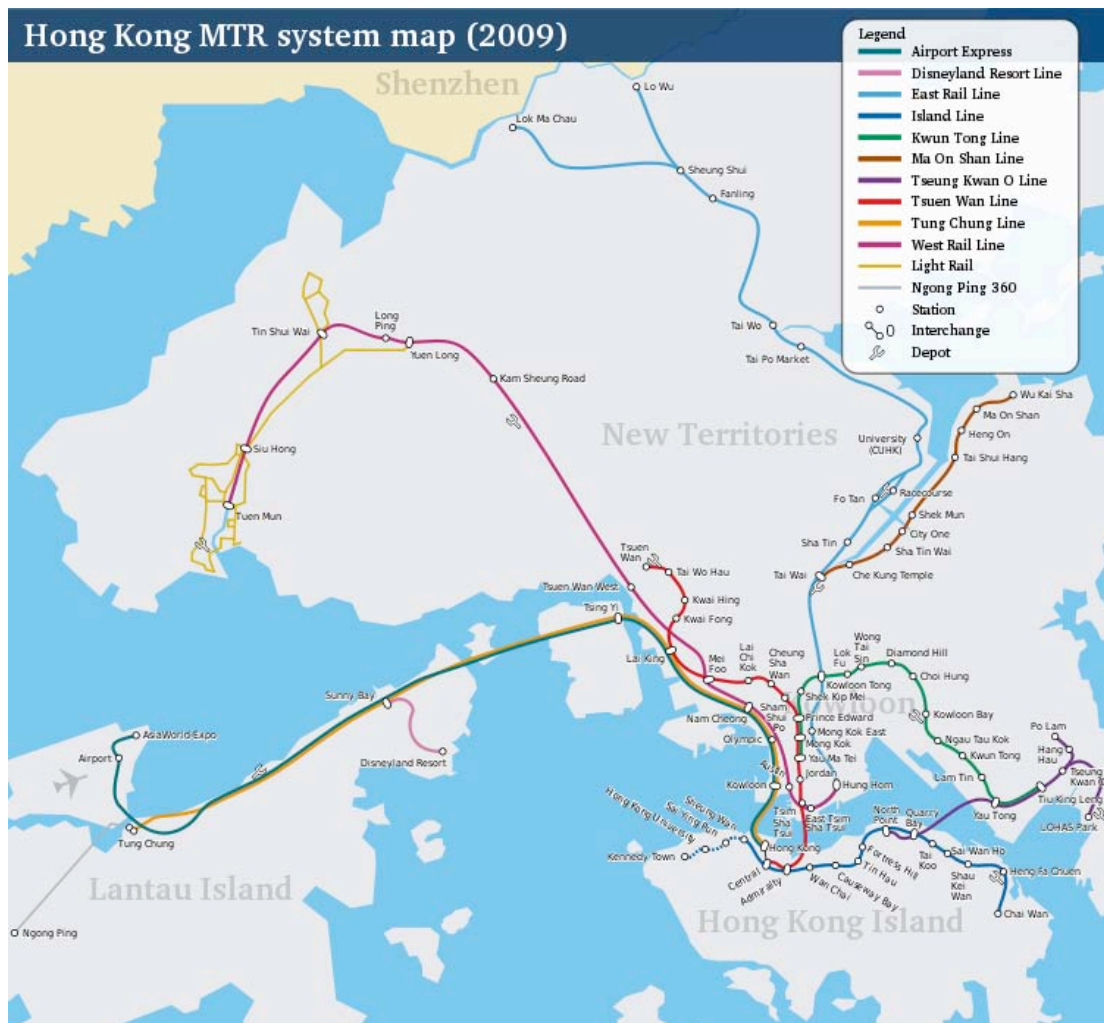 Hong Kong MTR system map (2009)
Legend
Airport Express
Disneyland Resort Line
East Rail Line
Island Line
Kwun Tong Line
Ma On Shan Line
Tseung Kwan O Line
Tsuen Wan Line
Tung Chung Line
West Rail Line
Light Rail
Ngong Ping 360
Station
Interchange
Depot
Shenzhen
Lo Wu
Lok Ma Chau
Sheung Shui
Fanling
Long
Ping
Tin Shui Wai
Yuen Long
Tai Wo
Tai Po Market
Kam Sheung Road
Wu Kai Sha
Ma On Shan
New Territories
Heng On
University
(CUHK)
Tai Shui Hang
Siu Hong
Racecourse
Fo Tan
Tuen Mun
Shek Mun
City One
Sha Tin
Sha Tin Wai
Tsuen
Wan
Tai Wo Hau
Tai Wai
Che Kung Temple
Tsuen Wan West
Kwai Hing
Tsing Yi
Kwai Fong
Lai King
Mei
Foo
Lai
Chi
Kok
Cheung
Sha
Wan
Lok
Fu
Wong
Tai
Sin
Diamond Hill
Kowloon Tong
Choi Hung
Shek Kip Mei
Kowloon
Sunny Bay
Sham
Shui
Po
Nam Cheong
Prince Edward
Kowloon Bay
Mong Kok East
Po Lam
AsiaWorld-Expo
Olympic
Mong Kok
Ngau Tau Kok
Hang
Hau
Airport
Disneyland Resort
Yau Ma Tei
Kwun Tong
Austin
Jordan
Lam Tin
Tseung
Kwan O
Kowloon
Hung Hom
Tiu King Leng
Tsim
Sha
Tsui
East Tsim
Sha Tsui
North
Point
Quarry
Bay
Yau Tong
LOHAS Park
Tung Chung
Sheung Wan
Sai Ying Pun
Hong Kong University
Kennedy Town
Hong Kong
Central
Admiralty
Wan Chai
Causeway Bay
Tin Hau
Fortress Hill
Tai
Koo
Sai Wan Ho
Shau
Kei
Wan
Heng Fa Chuen
Chai Wan
Lantau Island
Hong Kong Island
Ngong Ping